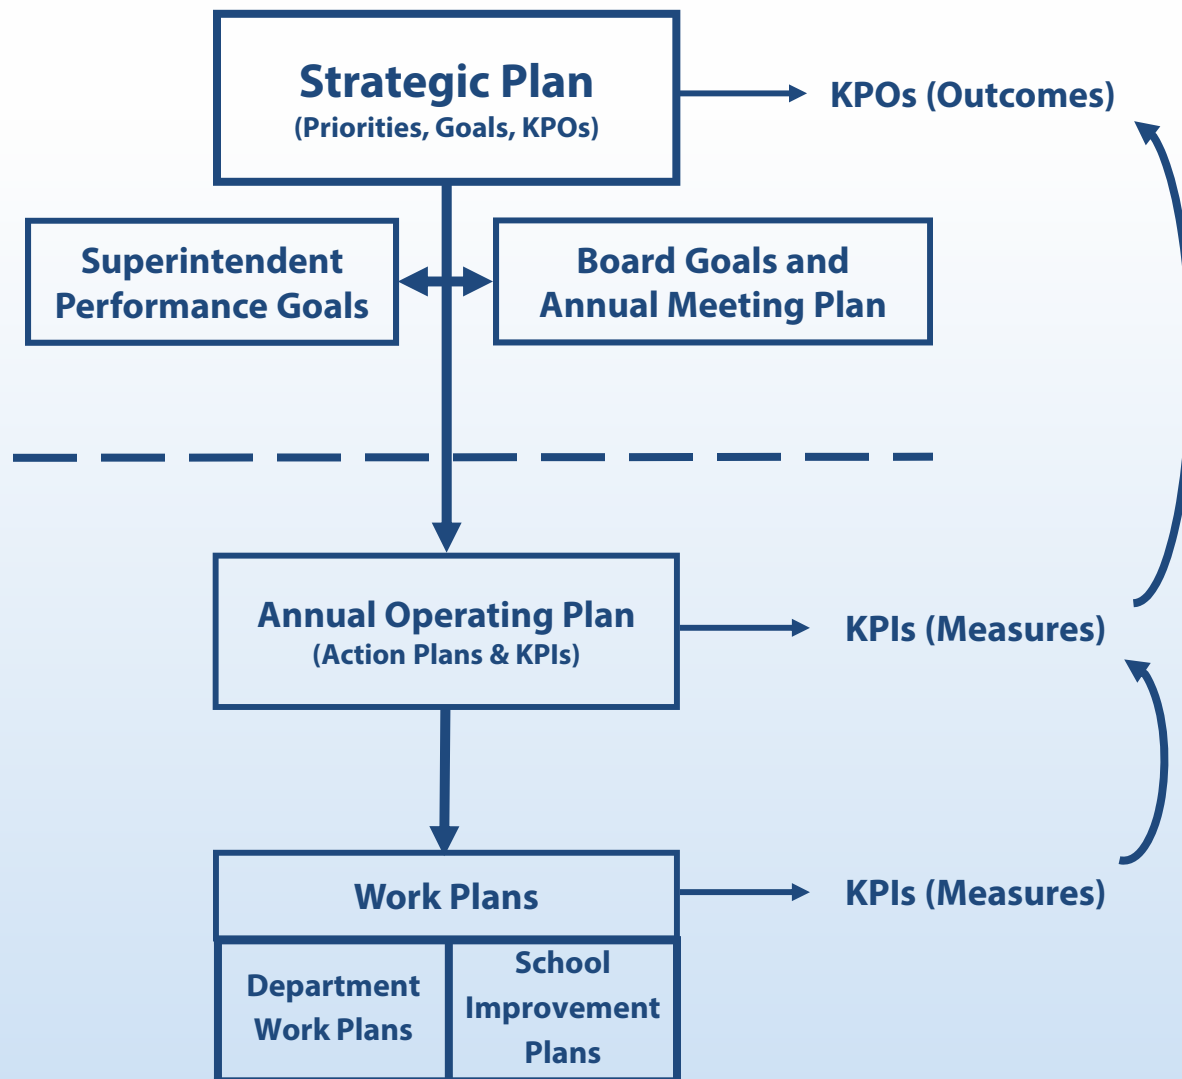 Strategic Plan
(Priorities, Goals, KPOs)
KPOs (Outcomes)
Superintendent
Performance Goals
Board Goals and
Annual Meeting Plan
Annual Operating Plan
(Action Plans & KPIs)
KPIs (Measures)
Work Plans
KPIs (Measures)
Department
Work Plans
School
Improvement
Plans